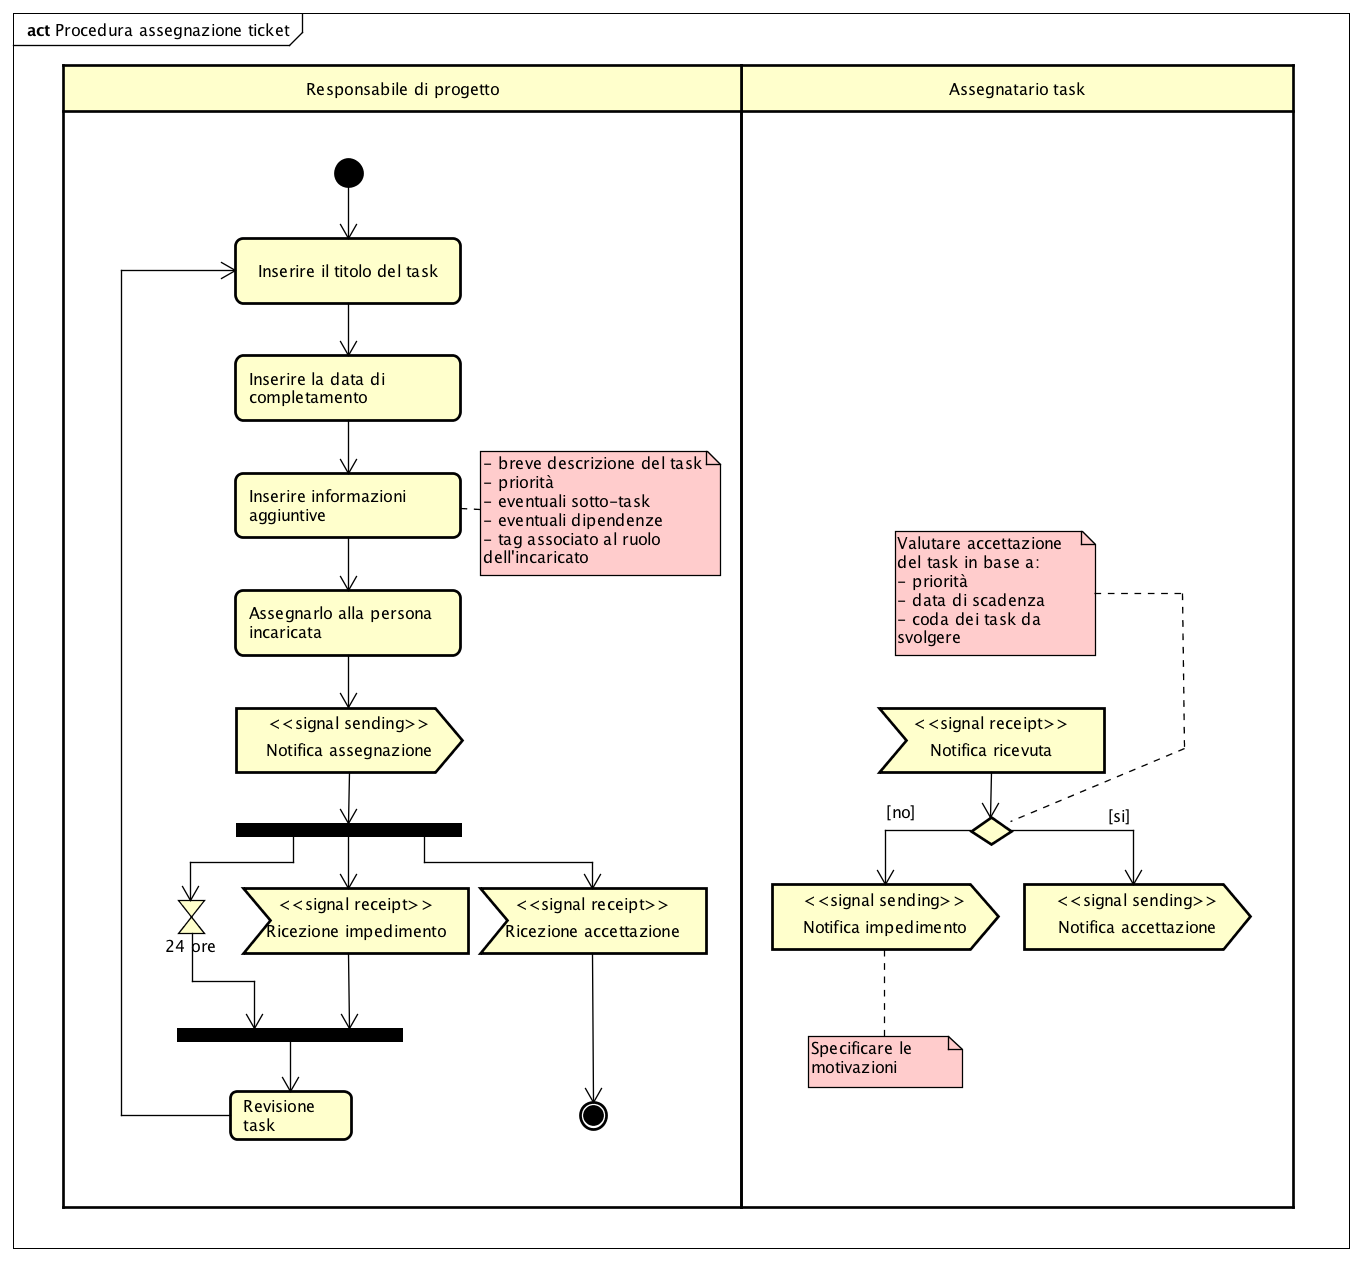 act Procedura assegnazione ticket
Responsabile di progetto
Assegnatario task
Inserire il titolo del task
Inserire la data di
completamento
Inserire informazioni
aggiuntive
- breve descrizione del task
- priorità
- eventuali sotto-task
- eventuali dipendenze
- tag associato al ruolo
dell'incaricato
Assegnarlo alla persona
incaricata
Valutare accettazione
del task in base a:
- priorità
- data di scadenza
- coda dei task da
svolgere
<<signal sending>>
Notifica assegnazione
<<signal receipt>>
Notifica ricevuta
[no]
[si]
24 ore
<<signal receipt>>
Ricezione impedimento
<<signal receipt>>
Ricezione accettazione
<<signal sending>>
Notifica impedimento
<<signal sending>>
Notifica accettazione
Specificare le
motivazioni
Revisione
task